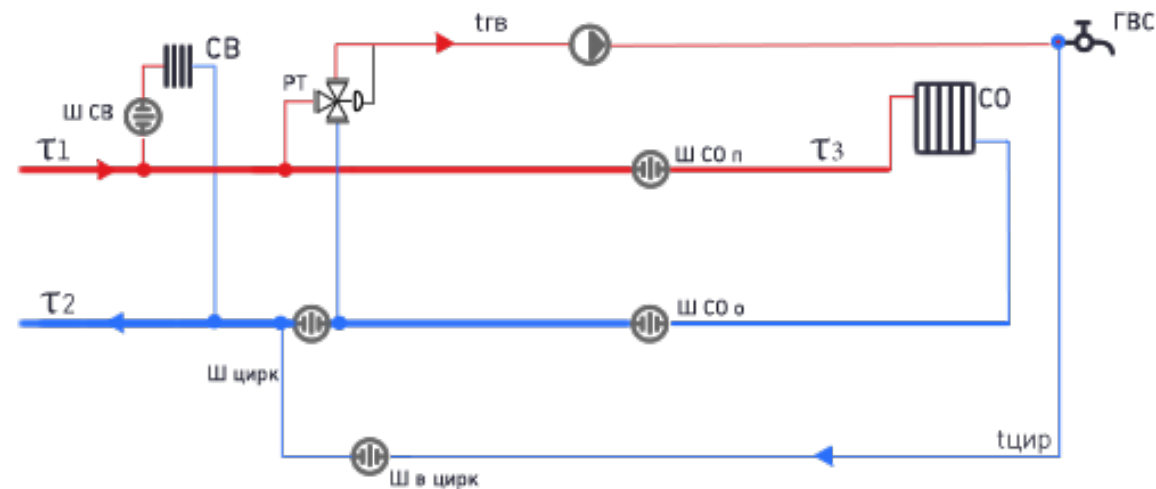 tгв
ГВС
СВ
РТ
Ш СВ
СО
τ1
Ш СО п
τ3
τ2
Ш СО о
Ш цирк
tцир
Ш в цирк